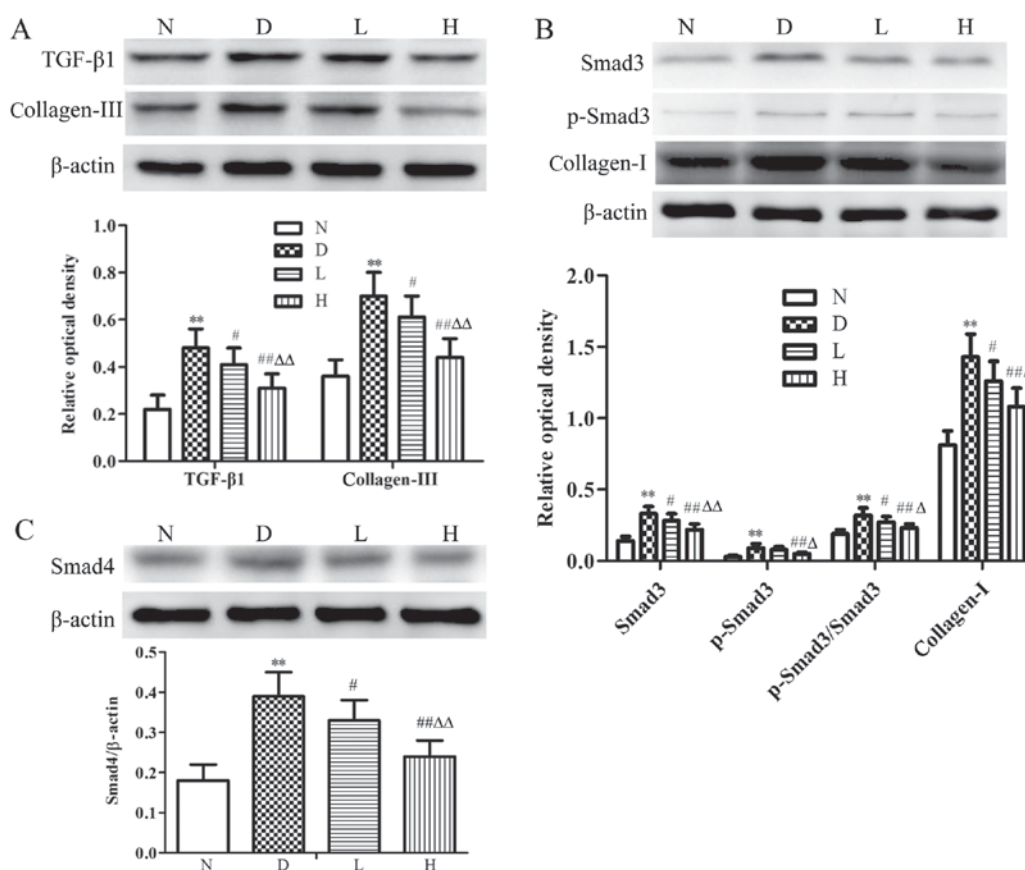 A
N D L H
TGF-β1
Collagen-III
β-actin
1.0
0.8
0.6
0.4
0.2
0.0
Relative optical density
N
D
L
H
** # ##ΔΔ
** # ##ΔΔ
TGF-β1 Collagen-III
B
N D L H
Smad3
p-Smad3
Collagen-I
β-actin
2.0
1.5
1.0
0.5
0.0
Relative optical density
N
D
L
H
** # ## ΔΔ
** ##Δ
** # ## Δ
** # ##
Smad3 p-Smad3 p-Smad3/Smad3 Collagen-I
C
N D L H
Smad4
β-actin
0.5
0.4
0.3
0.2
0.1
0.0
Smad4/β-actin
** # ##ΔΔ
N D L H